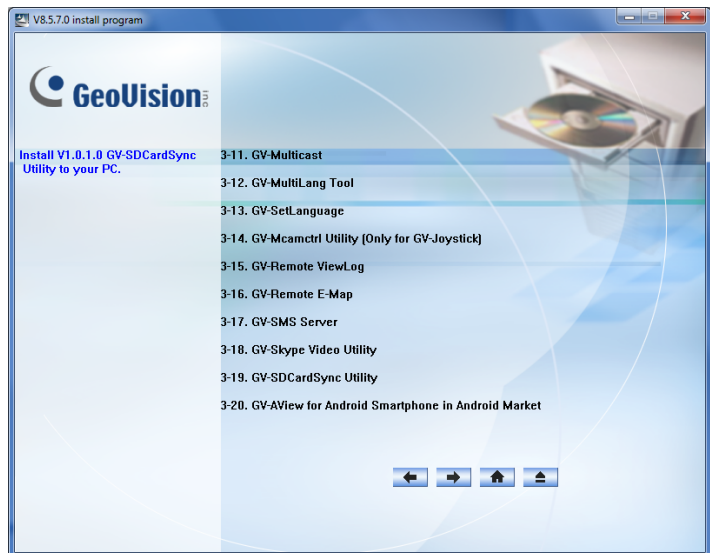 V8.5.7.0 install program
GeoVision inc
Install V1.0.1.0 GV-SDCardSync
Utility to your PC.
3-11. GV-Multicast
3-12. GV-MultiLang Tool
3-13. GV-SetLanguage
3-14. GV-Mcamctrl Utility (Only for GV-Joystick)
3-15. GV-Remote ViewLog
3-16. GV-Remote E-Map
3-17. GV-SMS Server
3-18. GV-Skype Video Utility
3-19. GV-SDCardSync Utility
3-20. GV-AView for Android Smartphone in Android Market